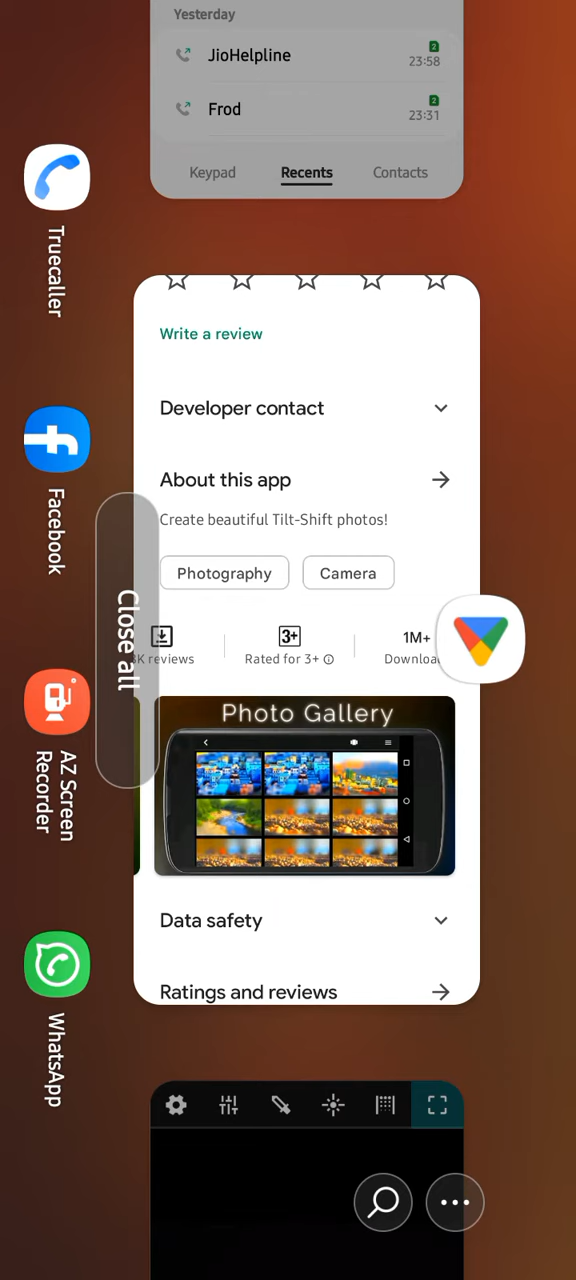 Yesterday
JioHelpline
2
23:58
Frod
2
23:31
Keypad Recents Contacts
Truecaller
Write a review
Developer contact
About this app
Facebook
Create beautiful Tilt-Shift photos!
Photography Camera
Close all
3+
1M+
K reviews
Rated for 3+
Photo Gallery
AZ Screen
Recorder
Data safety
Ratings and reviews
WhatsApp